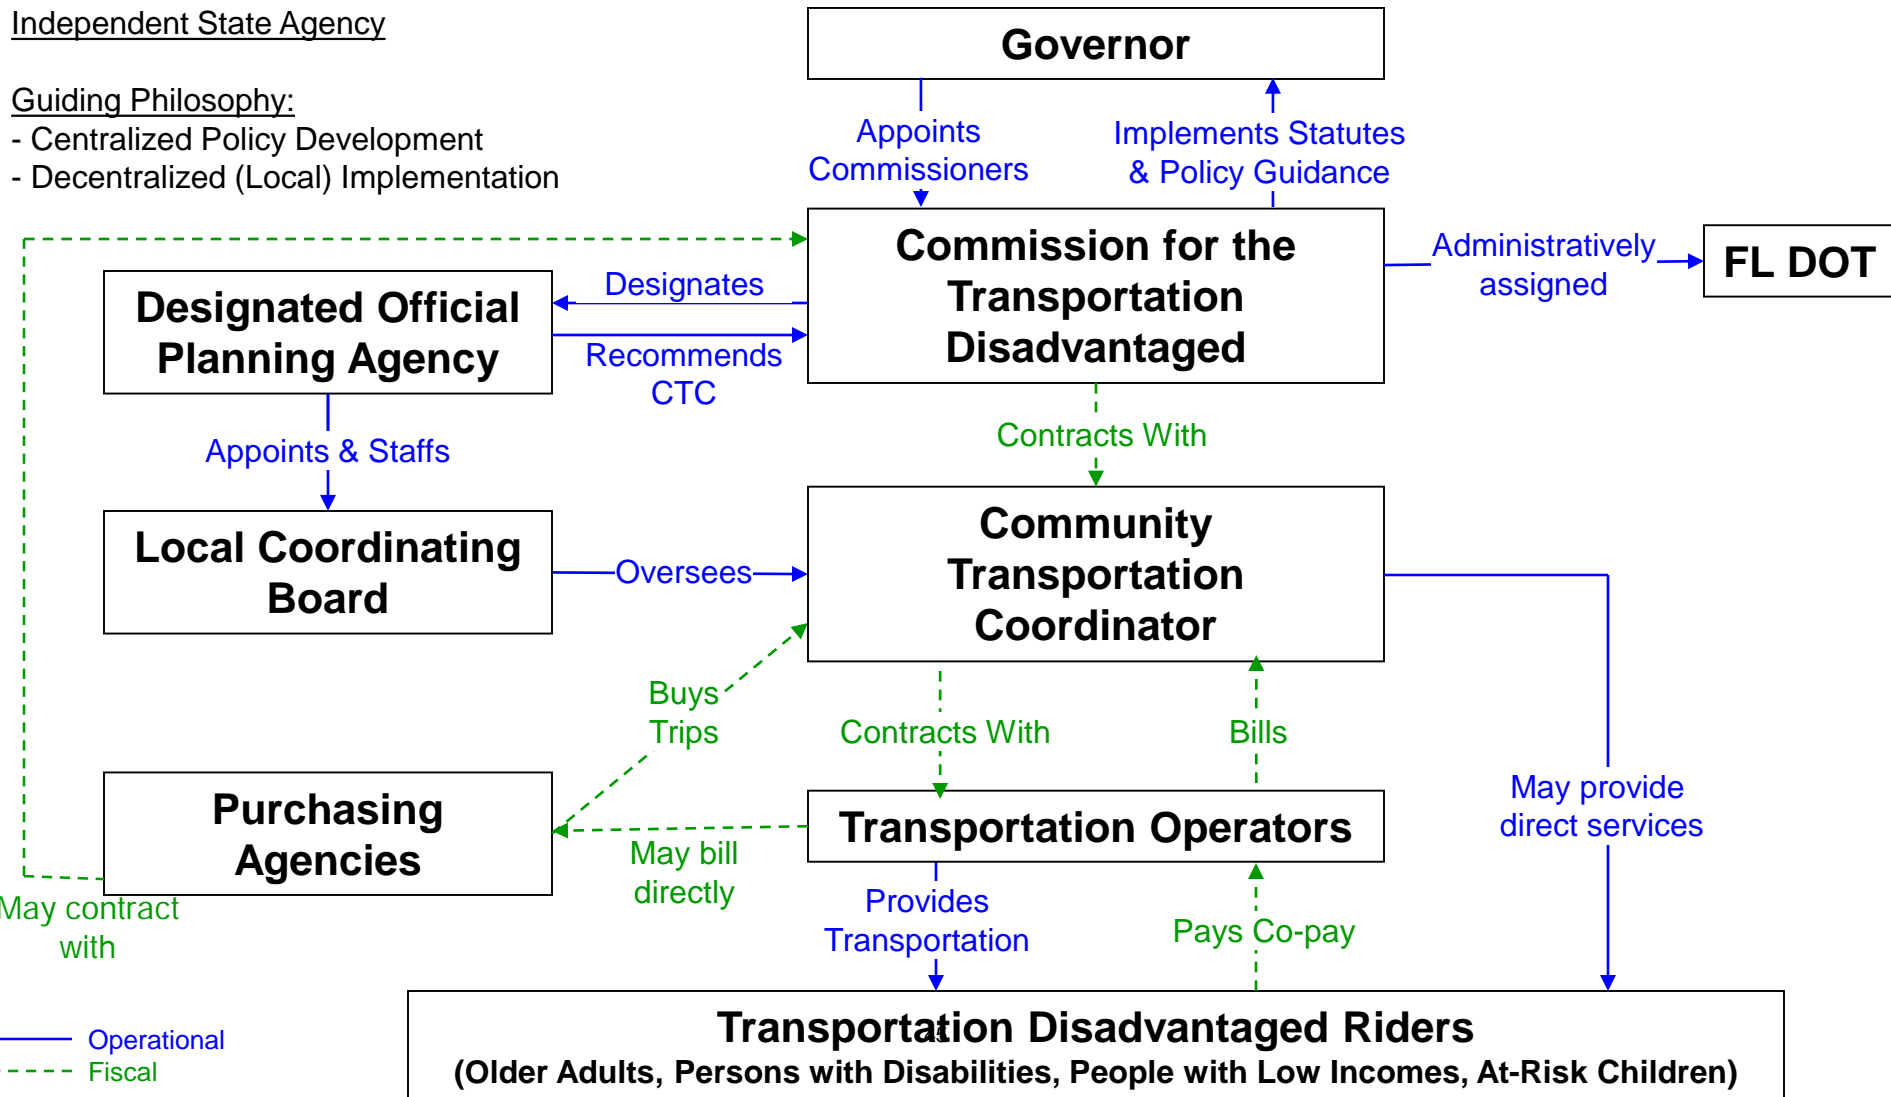 Independent State Agency
Guiding Philosophy:
- Centralized Policy Development
- Decentralized (Local) Implementation
Governor
Appoints
Commissioners
Implements Statutes
& Policy Guidance
Commission for the
Transportation
Disadvantaged
Administratively
assigned
FL DOT
Designates
Designated Official
Planning Agency
Recommends
CTC
Contracts With
Appoints & Staffs
Local Coordinating
Board
Oversees
Community
Transportation
Coordinator
Buys
Trips
Contracts With
Bills
May provide
direct services
Purchasing
Agencies
Transportation Operators
May bill
directly
May contract
with
Provides
Transportation
Pays Co-pay
Transportation Disadvantaged Riders
(Older Adults, Persons with Disabilities, People with Low Incomes, At-Risk Children)
Operational
Fiscal